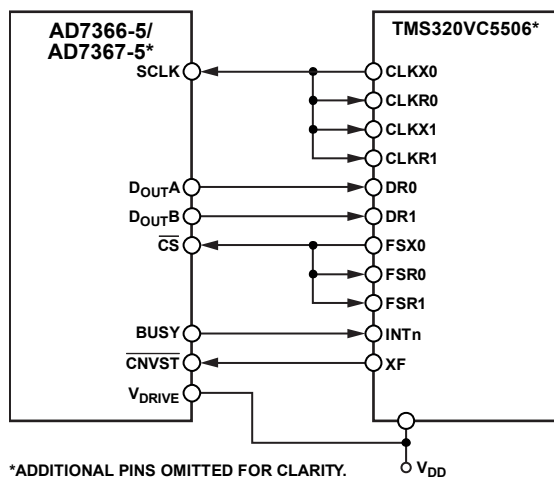 AD7366-5/
AD7367-5*
TMS320VC5506*
SCLK
CLKX0
CLKR0
CLKX1
CLKR1
DOUTA
DR0
DOUTB
DR1
CS
FSX0
FSR0
FSR1
BUSY
INTn
CNVST
XF
VDRIVE
VDD
*ADDITIONAL PINS OMITTED FOR CLARITY.